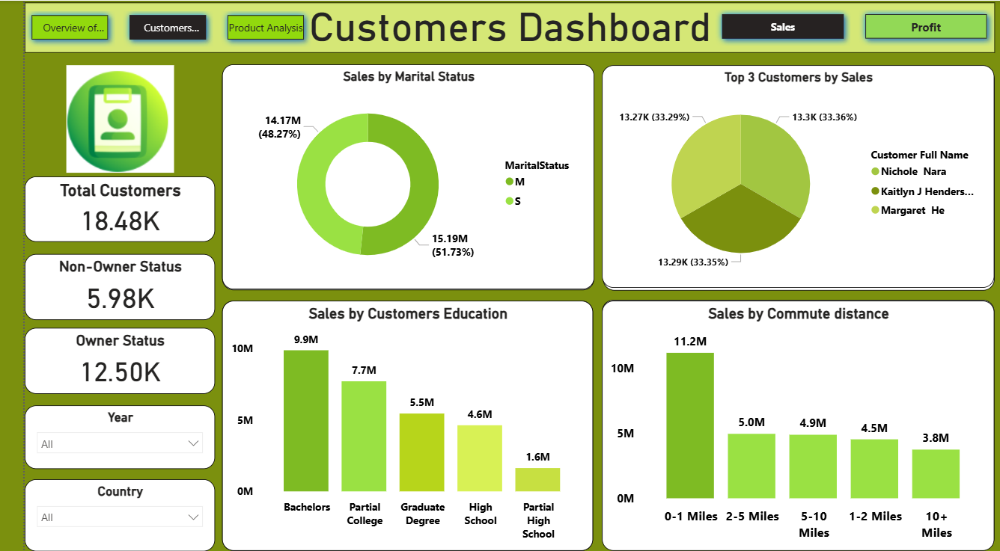 Overview of...
Customers...
Product Analysis
Customers Dashboard
Sales
Profit
Total Customers
18.48K
Non-Owner Status
5.98K
Owner Status
12.50K
Year
All
Country
All
Sales by Marital Status
14.17M
(48.27%)
15.19M
(51.73%)
MaritalStatus
M
S
Top 3 Customers by Sales
13.27K (33.29%)
13.3K (33.36%)
13.29K (33.35%)
Customer Full Name
Nichole Nara
Kaitlyn J Henders...
Margaret He
Sales by Customers Education
10M
5M
0M
9.9M
7.7M
5.5M
4.6M
1.6M
Bachelors
Partial
College
Graduate
Degree
High
School
Partial
High
School
Sales by Commute distance
10M
5M
0M
11.2M
5.0M
4.9M
4.5M
3.8M
0-1 Miles
2-5 Miles
5-10
Miles
1-2 Miles
10+
Miles